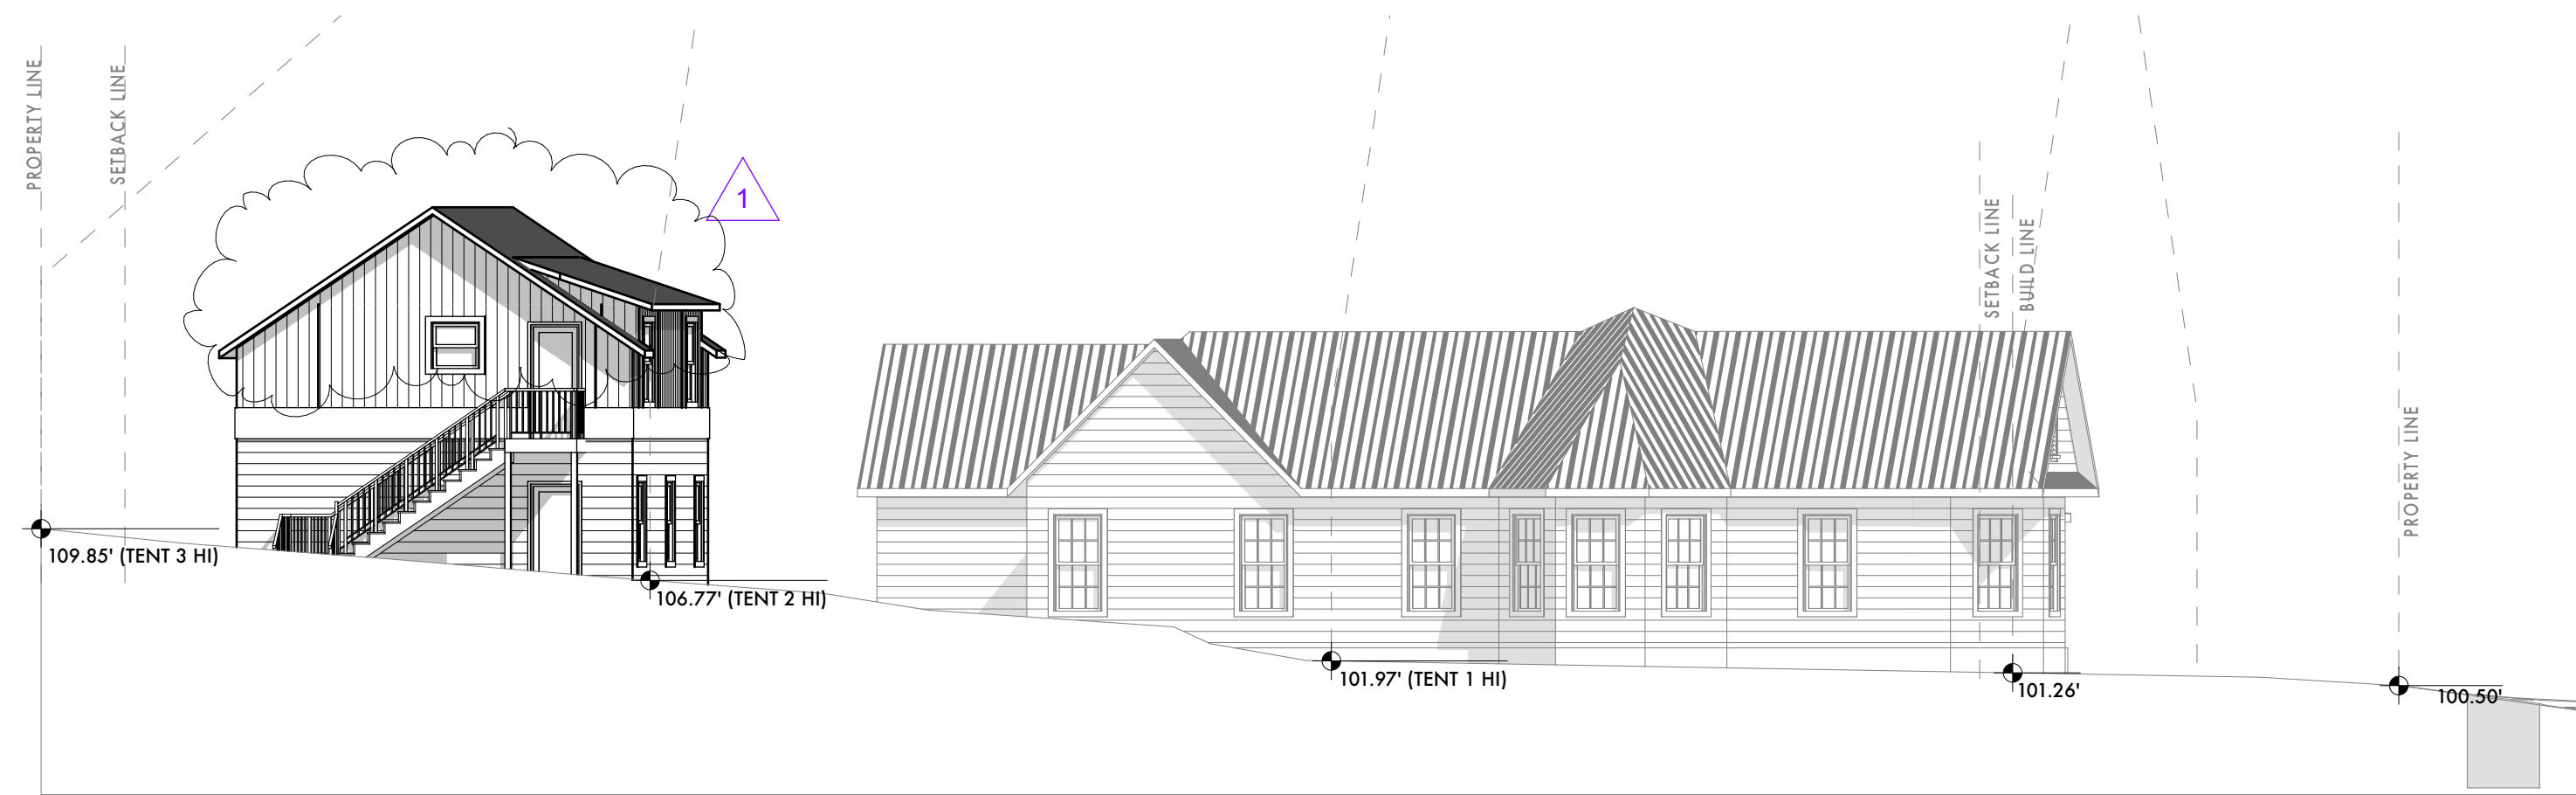 PROPERTY LINE
SETBACK LINE
1
SETBACK LINE
BUILD LINE
PROPERTY LINE
109.85' (TENT 3 HI)
106.77' (TENT 2 HI)
101.97' (TENT 1 HI)
101.26'
100.50'